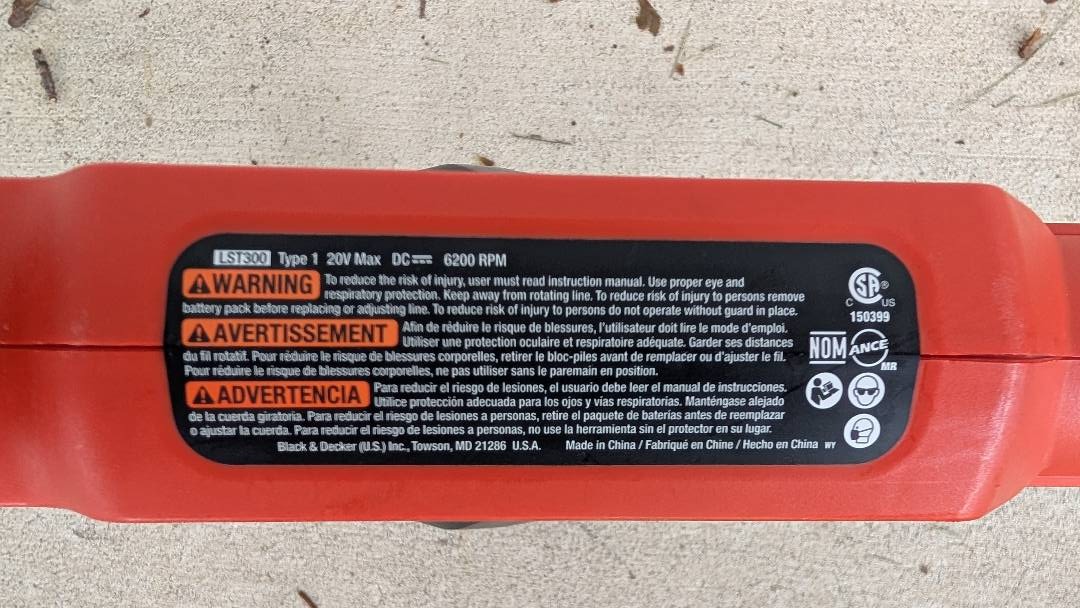 LST300 Type 1 20V Max DC 6200 RPM
WARNING To reduce the risk of injury, user must read instruction manual. Use proper eye and
respiratory protection. Keep away from rotating line. To reduce risk of injury to persons remove
battery pack before replacing or adjusting line. To reduce risk of injury to persons do not operate without guard in place.
AVERTISSEMENT Afin de réduire le risque de blessures, l'utilisateur doit lire le mode d'emploi.
Utiliser une protection oculaire et respiratoire adéquate. Garder ses distances
du fil rotatif. Pour réduire le risque de blessures corporelles, retirer le bloc-piles avant de remplacer ou d'ajuster le fil.
Pour réduire le risque de blessures corporelles, ne pas utiliser sans le paremain en position.
ADVERTENCIA Para reducir el riesgo de lesiones, el usuario debe leer el manual de instrucciones.
Utilice protección adecuada para los ojos y vías respiratorias. Manténgase alejado
de la cuerda giratoria. Para reducir el riesgo de lesiones a personas, retire el paquete de baterías antes de reemplazar
o ajustar la cuerda. Para reducir el riesgo de lesiones a personas, no use la herramienta sin el protector en su lugar.
Black & Decker (U.S.) Inc., Towson, MD 21286 U.S.A. Made in China / Fabriqué en Chine / Hecho en China WY
C SA ® US
150399
NOM ANCE
MR